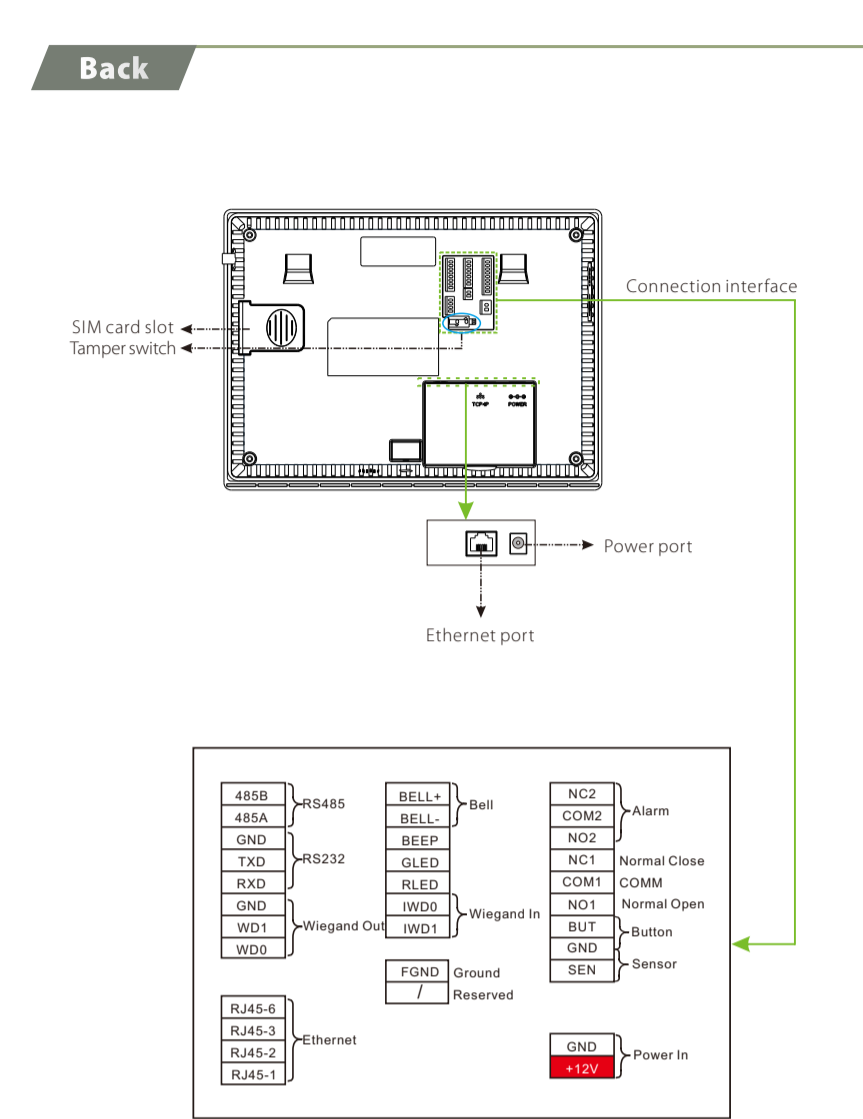 Back
Connection interface
SIM card slot
Tamper switch
POWER
Power port
Ethernet port
485B
485A
RS485
GND
TXD
RXD
RS232
GND
WD1
WD0
Wiegand Out
RJ45-6
RJ45-3
RJ45-2
RJ45-1
Ethernet
BELL+
BELL-
Bell
BEEP
GLED
RLED
IWD0
IWD1
Wiegand In
FGND Ground
/ Reserved
NC2
COM2
NO2
Alarm
NC1 Normal Close
COM1 COMM
NO1 Normal Open
BUT
Button
GND
SEN
Sensor
GND
+12V
Power In